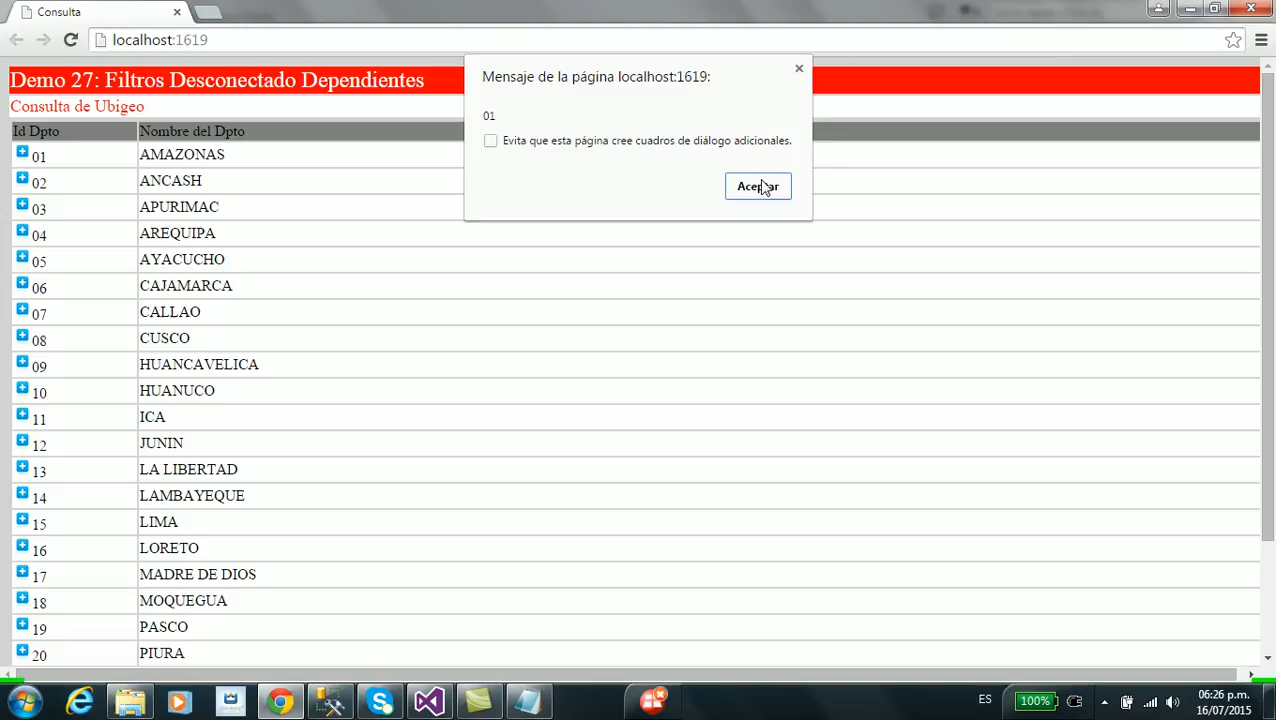 Consulta
localhost:1619
Demo 27: Filtros Desconectado Dependientes
Consulta de Ubigeo
Mensaje de la página localhost:1619:
01
Evita que esta página cree cuadros de diálogo adicionales.
Aceptar
Id Dpto Nombre del Dpto
01 AMAZONAS
02 ANCASH
03 APURIMAC
04 AREQUIPA
05 AYACUCHO
06 CAJAMARCA
07 CALLAO
08 CUSCO
09 HUANCAVELICA
10 HUANUCO
11 ICA
12 JUNIN
13 LA LIBERTAD
14 LAMBAYEQUE
15 LIMA
16 LORETO
17 MADRE DE DIOS
18 MOQUEGUA
19 PASCO
20 PIURA
ES 100% 06:26 p.m.
16/07/2015